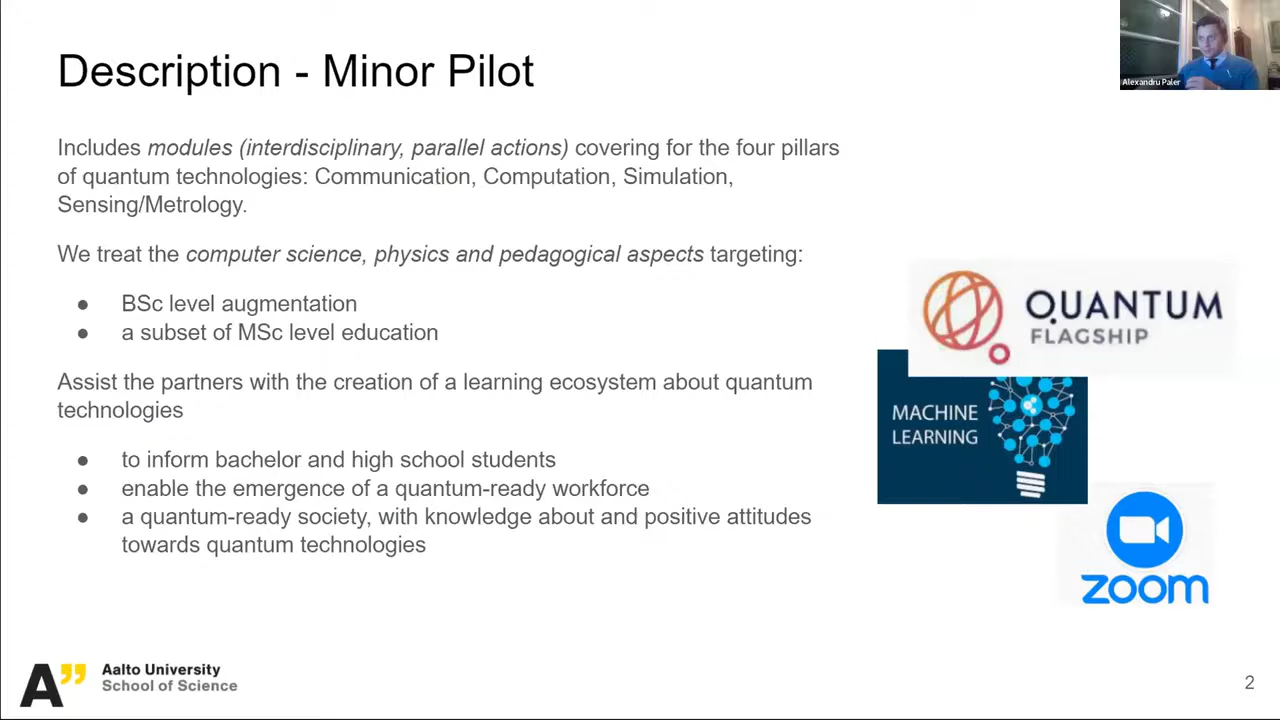 Description - Minor Pilot
Alexandru Paler
Includes modules (interdisciplinary, parallel actions) covering for the four pillars
of quantum technologies: Communication, Computation, Simulation,
Sensing/Metrology.
We treat the computer science, physics and pedagogical aspects targeting:
● BSc level augmentation
● a subset of MSc level education
Assist the partners with the creation of a learning ecosystem about quantum
technologies
● to inform bachelor and high school students
● enable the emergence of a quantum-ready workforce
● a quantum-ready society, with knowledge about and positive attitudes
towards quantum technologies
QUANTUM
FLAGSHIP
MACHINE
LEARNING
zoom
A”
Aalto University
School of Science
2